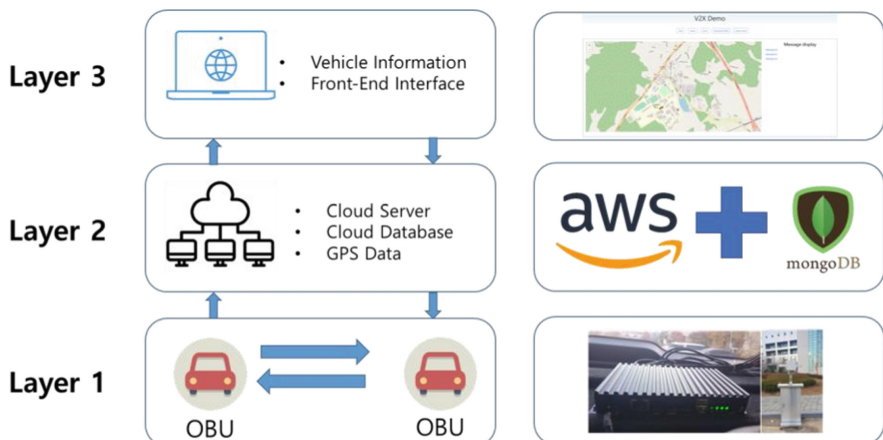 Layer 3
• Vehicle Information
• Front-End Interface
V2X Demo
Message display
Layer 2
• Cloud Server
• Cloud Database
• GPS Data
aws
mongoDB
Layer 1
OBU
OBU